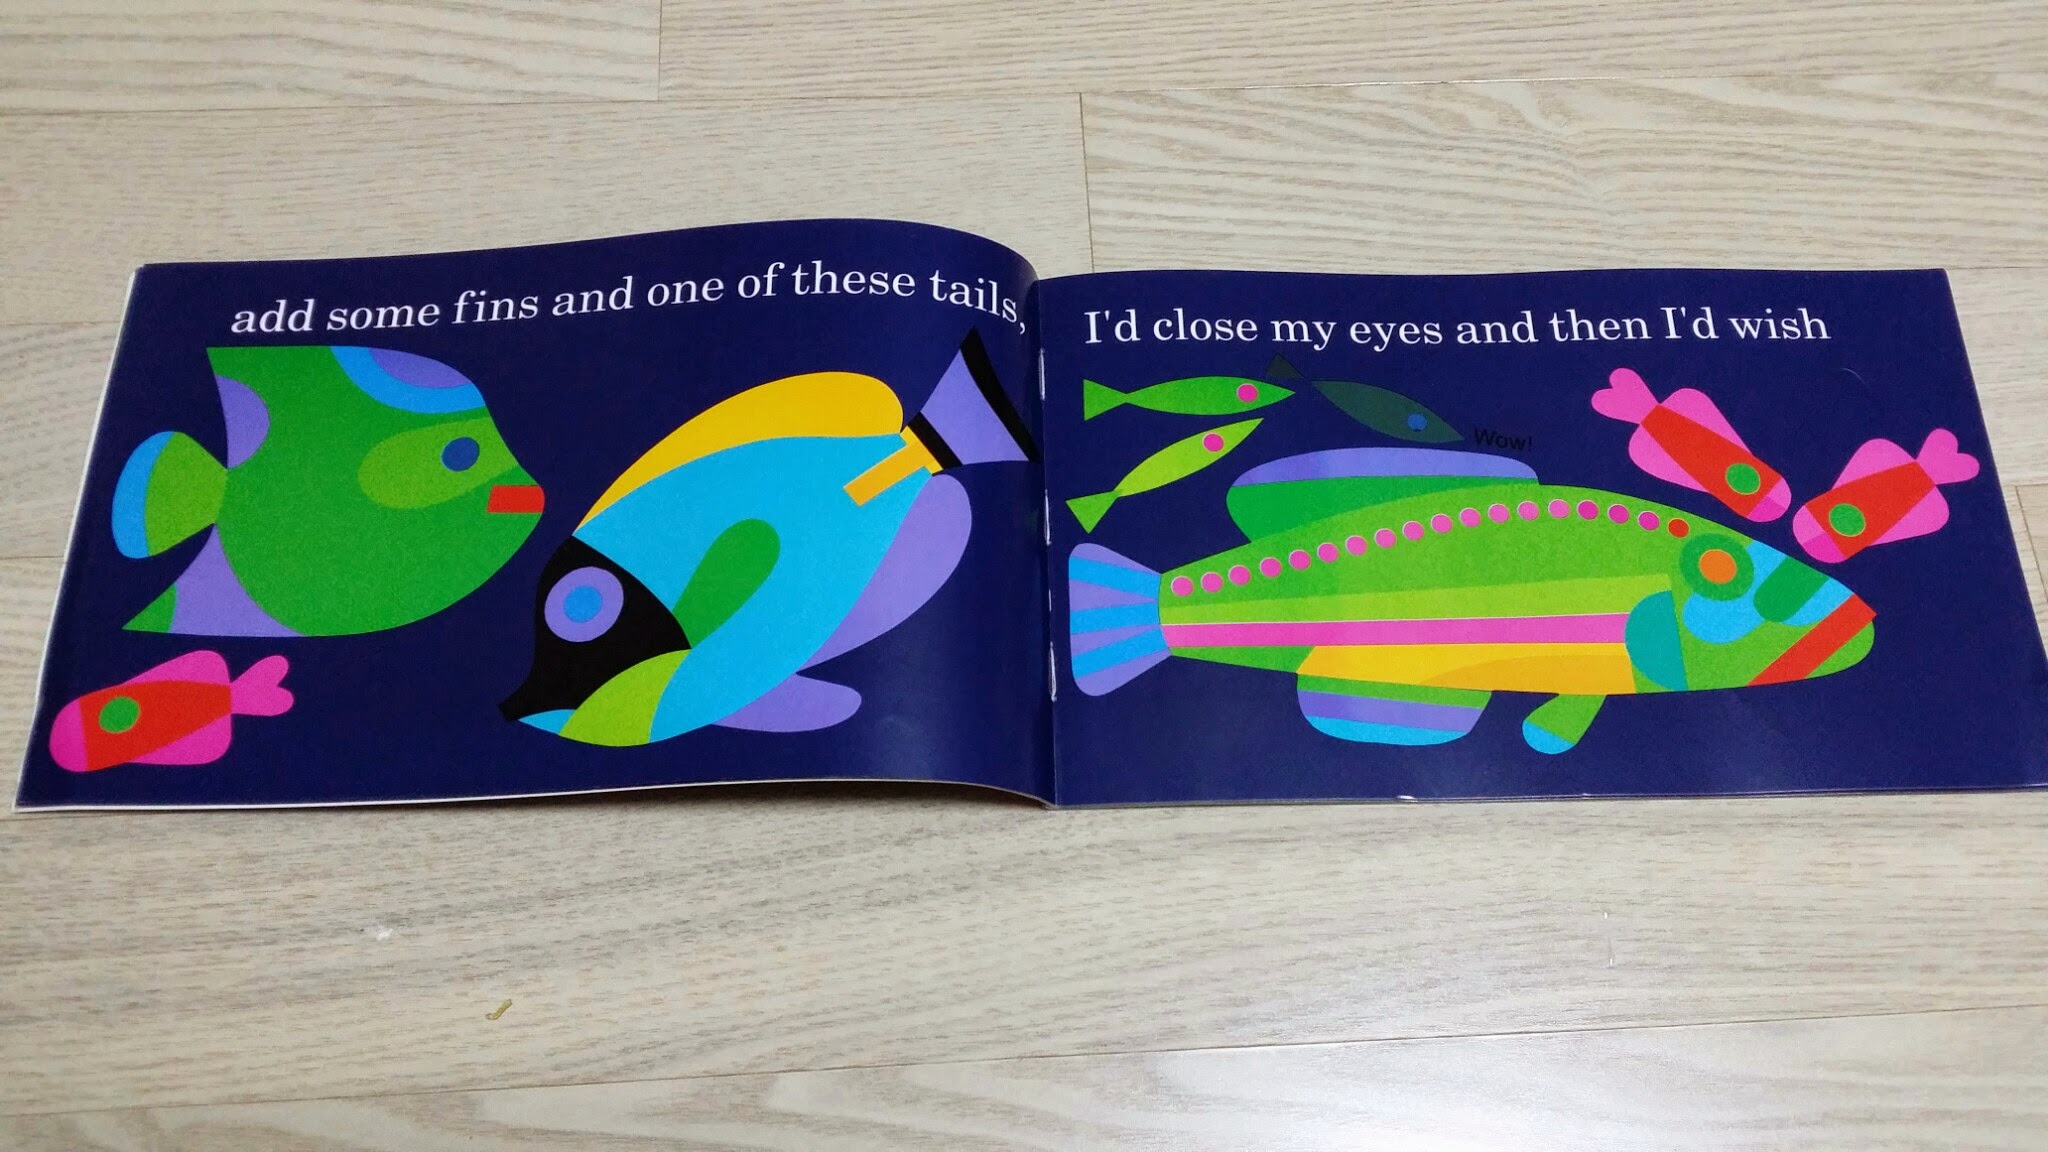 add some fins and one of these tails,
I'd close my eyes and then I'd wish
Wow!